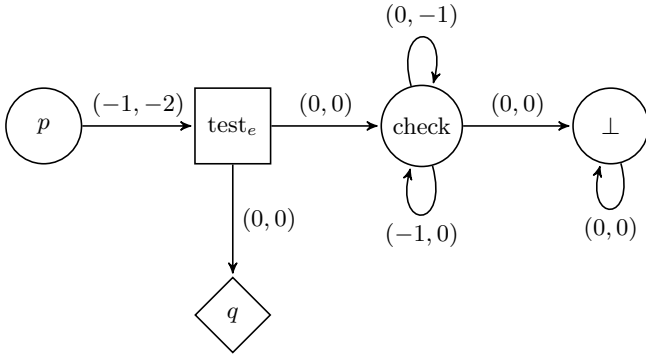 (0, −1)
(−1, −2) (0, 0) (0, 0)
p test_e check ⊥
(0, 0) (−1, 0) (0, 0)
q